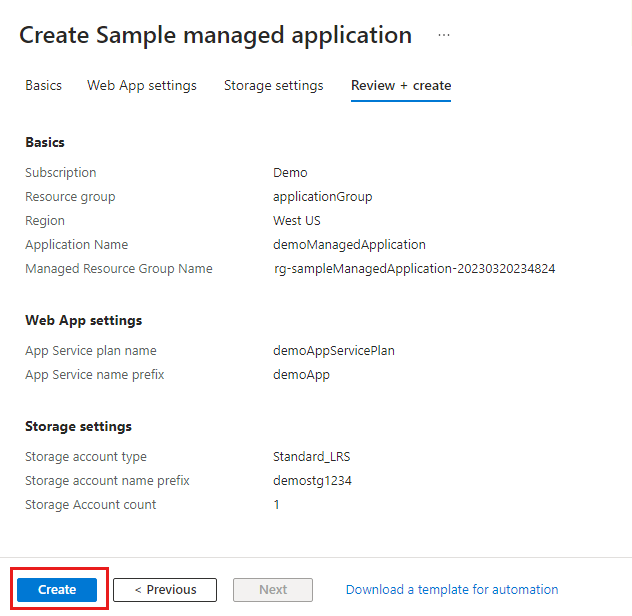 Create Sample managed application ...
Basics Web App settings Storage settings Review + create
Basics
Subscription Demo
Resource group applicationGroup
Region West US
Application Name demoManagedApplication
Managed Resource Group Name rg-sampleManagedApplication-20230320234824
Web App settings
App Service plan name demoAppServicePlan
App Service name prefix demoApp
Storage settings
Storage account type Standard_LRS
Storage account name prefix demostg1234
Storage Account count 1
Create < Previous Next Download a template for automation